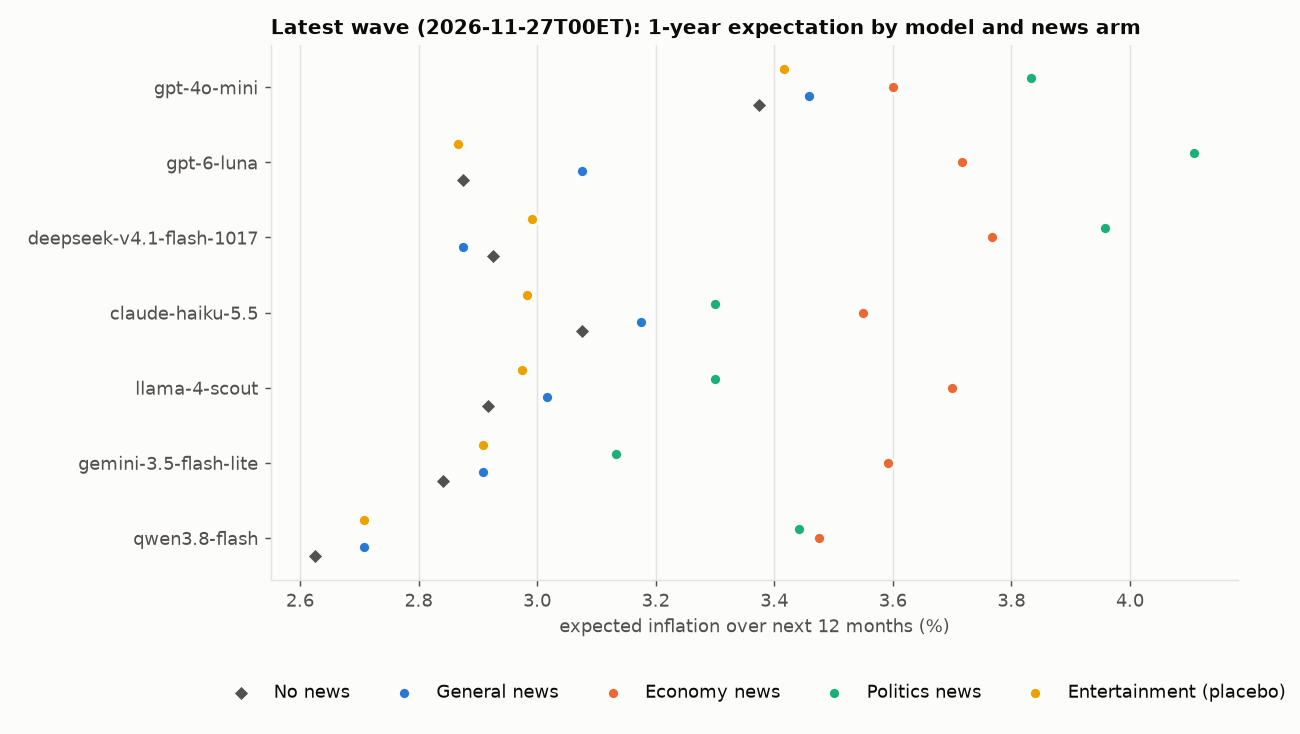 Latest wave (2026-11-27T00ET): 1-year expectation by model and news arm
gpt-4o-mini
gpt-6-luna
deepseek-v4.1-flash-1017
claude-haiku-5.5
llama-4-scout
gemini-3.5-flash-lite
qwen3.8-flash
2.6 2.8 3.0 3.2 3.4 3.6 3.8 4.0
expected inflation over next 12 months (%)
No news General news Economy news Politics news Entertainment (placebo)